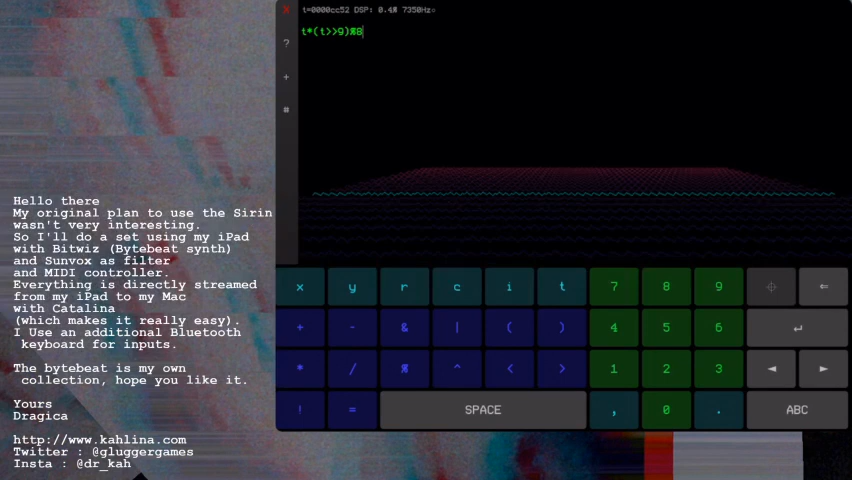 Hello there
My original plan to use the Sirin
wasn't very interesting.
So I'll do a set using my iPad
with Bitwiz (Bytebeat synth)
and Sunvox as filter
and MIDI controller.
Everything is directly streamed
from my iPad to my Mac
with Catalina
(which makes it really easy).
I Use an additional Bluetooth
keyboard for inputs.
The bytebeat is my own
collection, hope you like it.
Yours
Dragica
http://www.kahlina.com
Twitter : @gluggergames
Insta : @dr_kah
x t=0000cc52 DSP: 0.4% 7350Hz
t*(t>>9)%8
?
+
#
x y r c i t 7 8 9 ⇐
+ - & | ( ) 4 5 6 ↵
* / % ^ < > 1 2 3 ◄ ►
! = SPACE , 0 . ABC